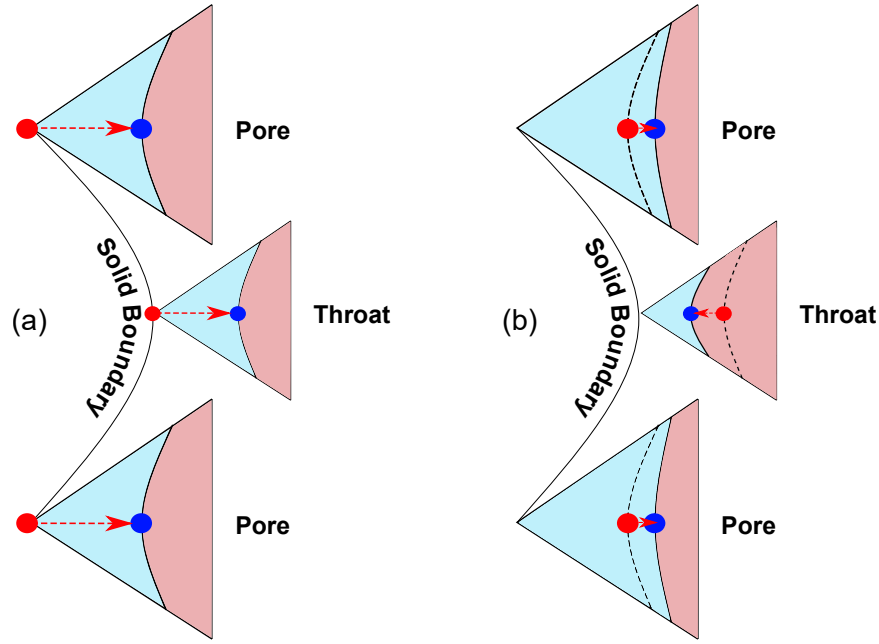 Pore
Solid Boundary
(a)
Throat
Pore
Pore
Solid Boundary
(b)
Throat
Pore